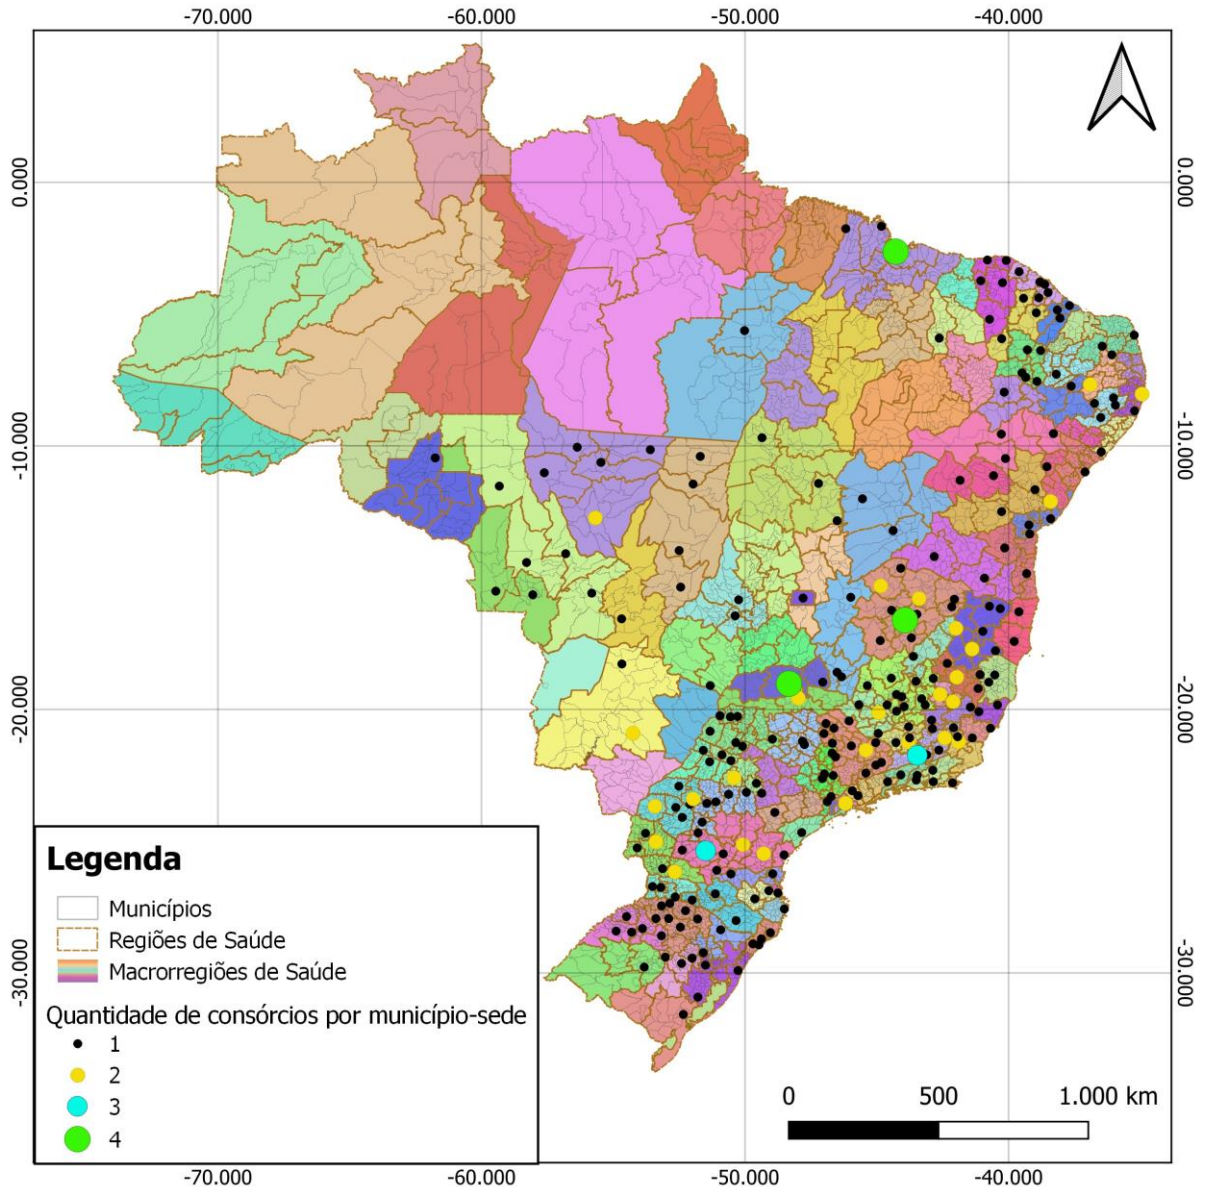 -70.000 -60.000 -50.000 -40.000
0.000 0.000
-10.000 -10.000
-20.000 -20.000
-30.000 -30.000
Legenda
Municípios
Regiões de Saúde
Macrorregiões de Saúde
Quantidade de consórcios por município-sede
1
2
3
4
0 500 1.000 km
-70.000 -60.000 -50.000 -40.000